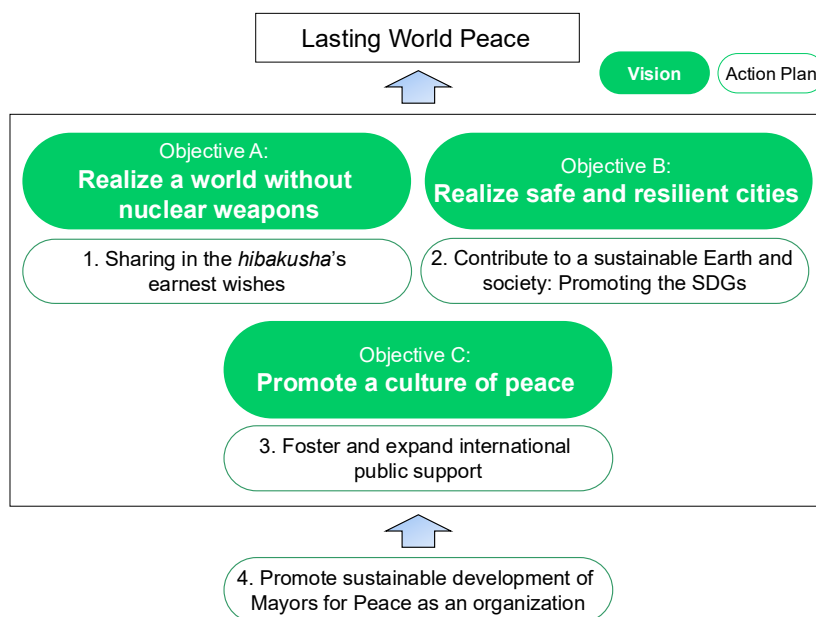 Lasting World Peace
Vision
Action Plan
Objective A:
Realize a world without
nuclear weapons
Objective B:
Realize safe and resilient cities
1. Sharing in the hibakusha's
earnest wishes
2. Contribute to a sustainable Earth and
society: Promoting the SDGs
Objective C:
Promote a culture of peace
3. Foster and expand international
public support
4. Promote sustainable development of
Mayors for Peace as an organization